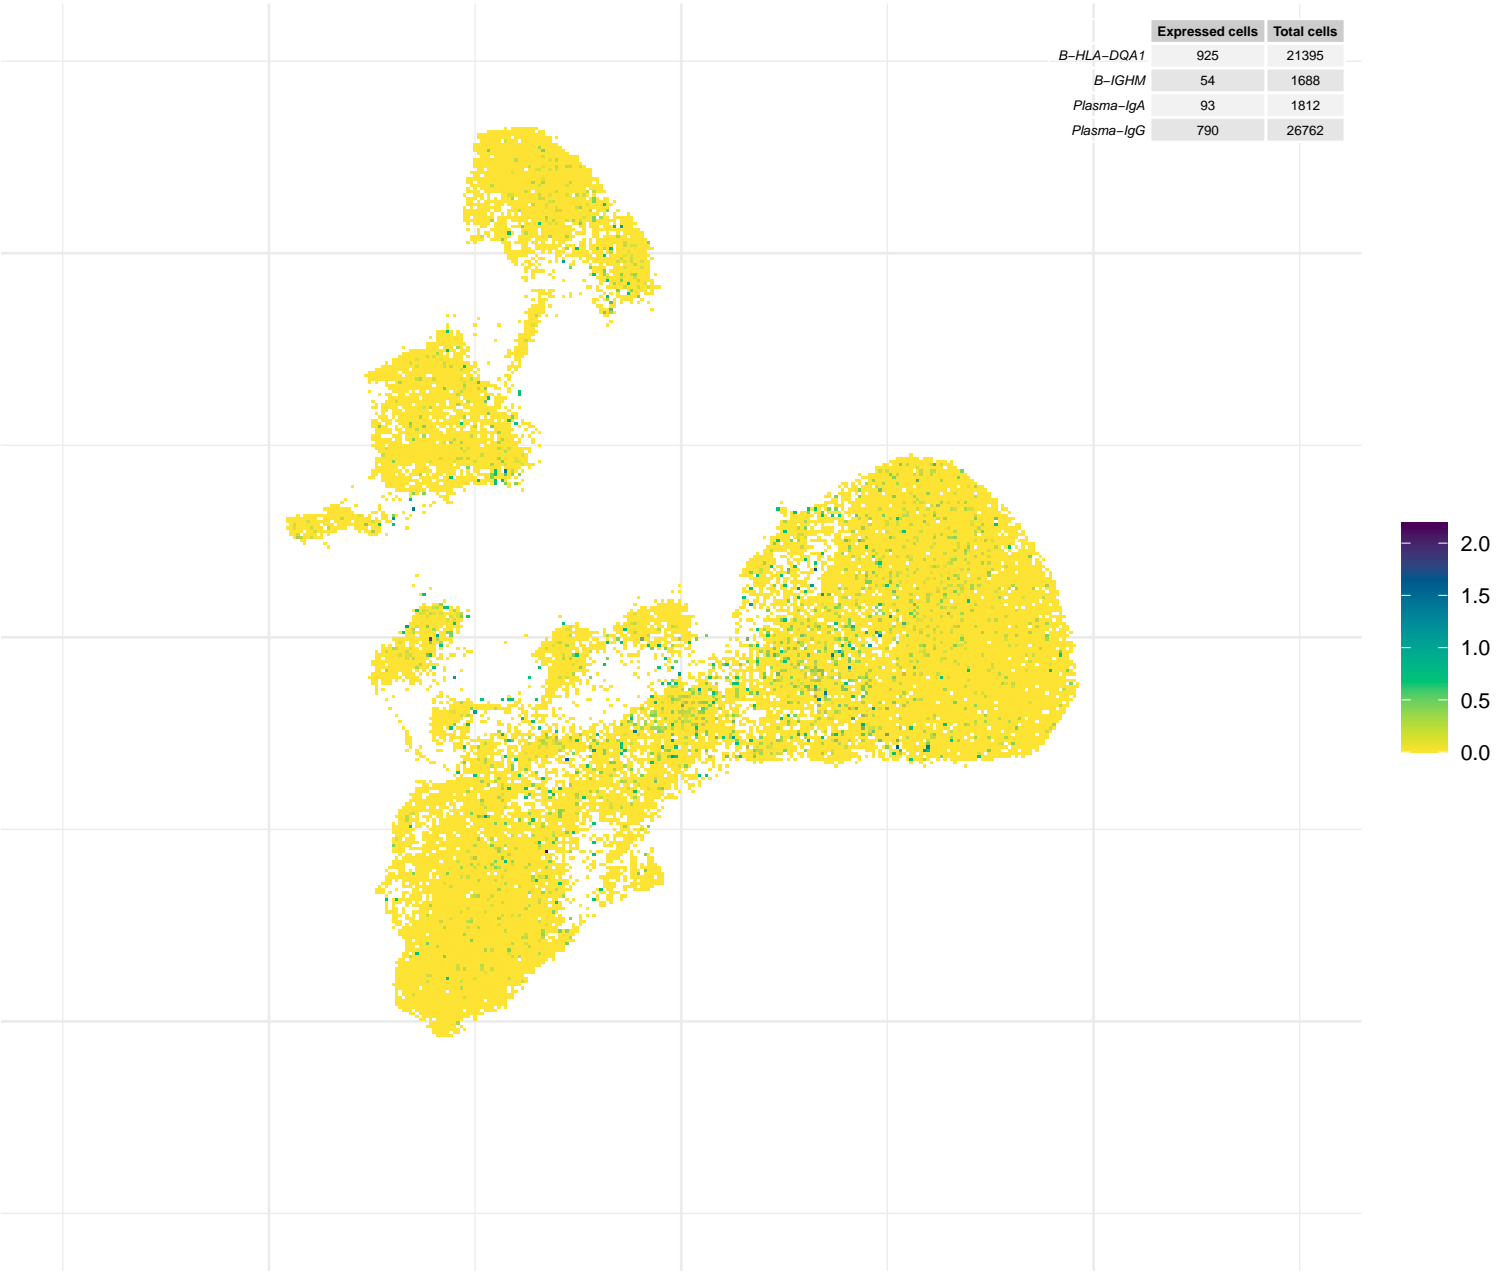 Expressed cells Total cells
B−HLA−DQA1 925 21395
B−IGHM 54 1688
Plasma−IgA 93 1812
Plasma−IgG 790 26762
2.0
1.5
1.0
0.5
0.0